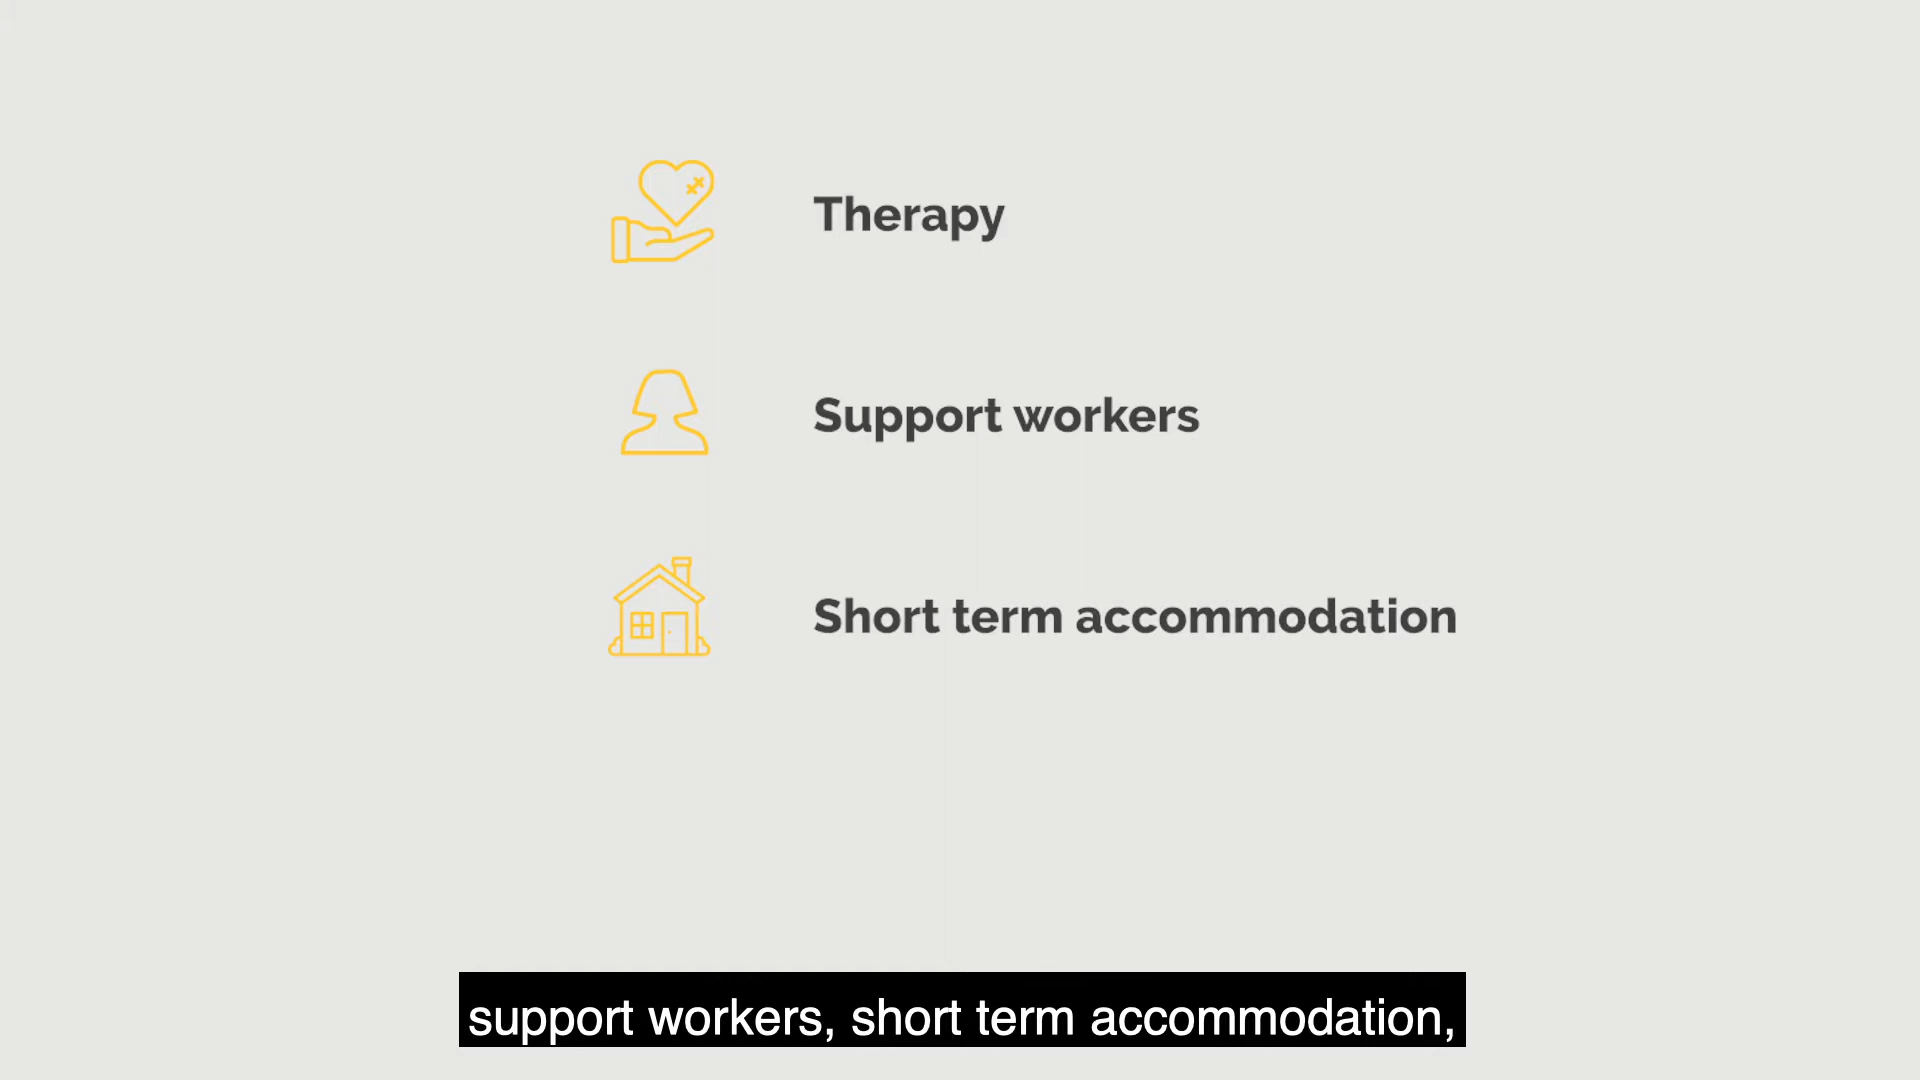 Therapy
Support workers
Short term accommodation
support workers, short term accommodation,